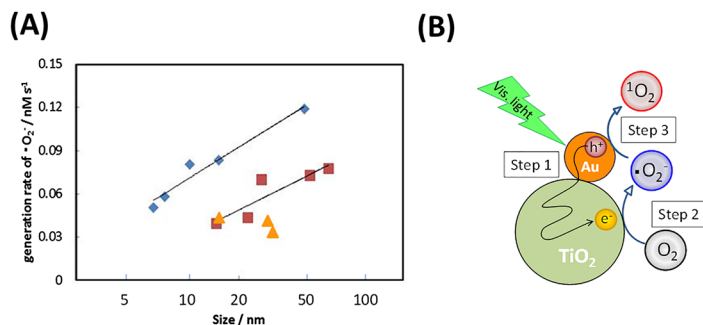 (A)
generation rate of •O₂⁻/ nM s⁻¹
0.15
0.12
0.09
0.06
0.03
0
5 10 20 50 100
Size / nm
(B)
Vis. light
¹O₂
Step 3
h⁺
Au
Step 1
•O₂⁻
e⁻
Step 2
TiO₂
O₂